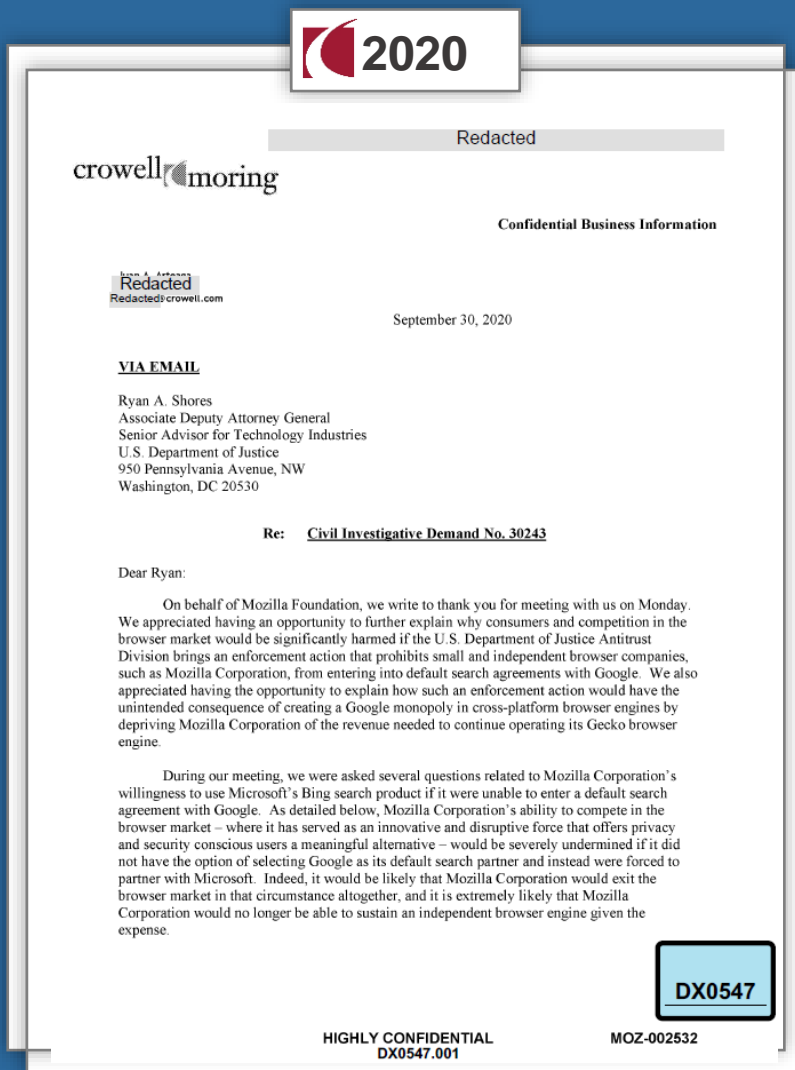 2020
Redacted
crowell moring
Confidential Business Information
Redacted
Redacted@crowell.com
September 30, 2020
VIA EMAIL
Ryan A. Shores
Associate Deputy Attorney General
Senior Advisor for Technology Industries
U.S. Department of Justice
950 Pennsylvania Avenue, NW
Washington, DC 20530
Re: Civil Investigative Demand No. 30243
Dear Ryan:
On behalf of Mozilla Foundation, we write to thank you for meeting with us on Monday.
We appreciated having an opportunity to further explain why consumers and competition in the
browser market would be significantly harmed if the U.S. Department of Justice Antitrust
Division brings an enforcement action that prohibits small and independent browser companies,
such as Mozilla Corporation, from entering into default search agreements with Google. We also
appreciated having the opportunity to explain how such an enforcement action would have the
unintended consequence of creating a Google monopoly in cross-platform browser engines by
depriving Mozilla Corporation of the revenue needed to continue operating its Gecko browser
engine.
During our meeting, we were asked several questions related to Mozilla Corporation's
willingness to use Microsoft's Bing search product if it were unable to enter a default search
agreement with Google. As detailed below, Mozilla Corporation's ability to compete in the
browser market – where it has served as an innovative and disruptive force that offers privacy
and security conscious users a meaningful alternative – would be severely undermined if it did
not have the option of selecting Google as its default search partner and instead were forced to
partner with Microsoft. Indeed, it would be likely that Mozilla Corporation would exit the
browser market in that circumstance altogether, and it is extremely likely that Mozilla
Corporation would no longer be able to sustain an independent browser engine given the
expense.
DX0547
HIGHLY CONFIDENTIAL
MOZ-002532
DX0547.001